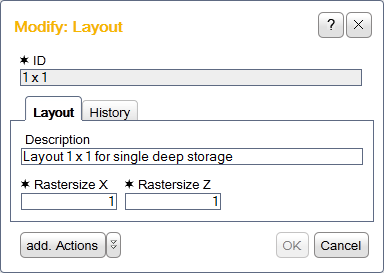 Modify: Layout
?
✶ ID
1 x 1
Layout History
Description
Layout 1 x 1 for single deep storage
✶ Rastersize X ✶ Rastersize Z
1 1
add. Actions OK Cancel